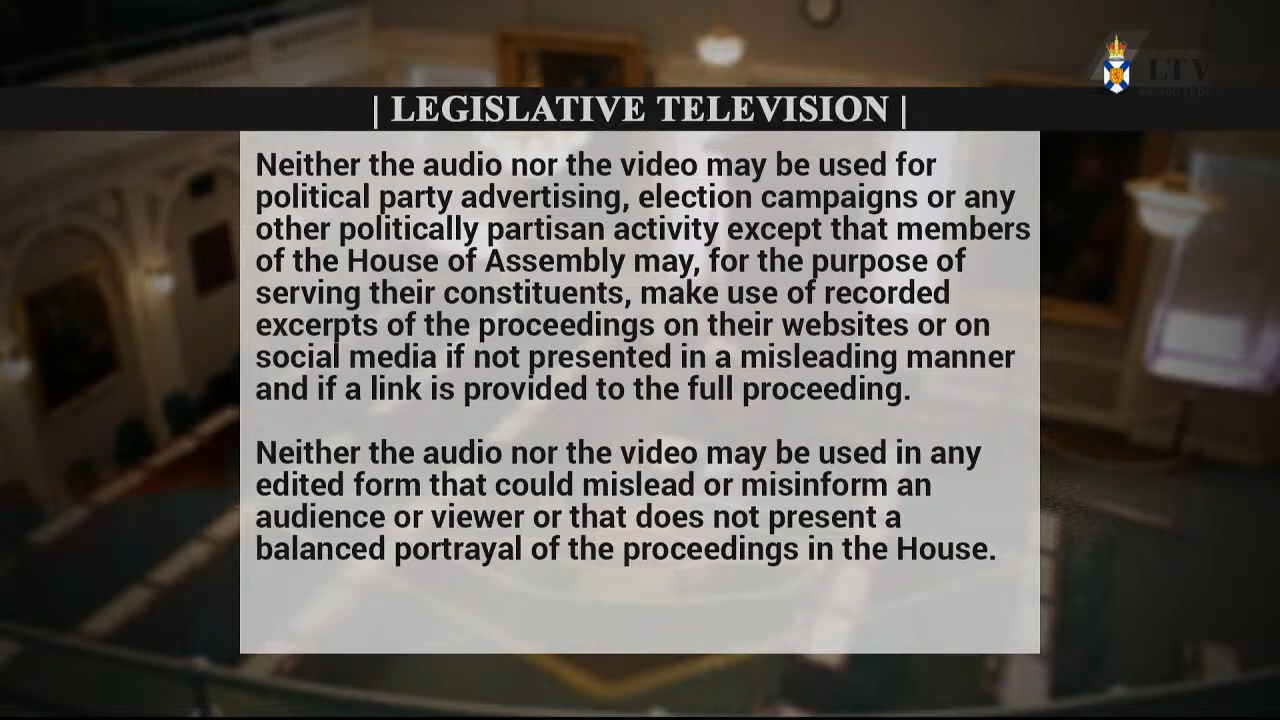 LTV
| LEGISLATIVE TELEVISION |
Neither the audio nor the video may be used for
political party advertising, election campaigns or any
other politically partisan activity except that members
of the House of Assembly may, for the purpose of
serving their constituents, make use of recorded
excerpts of the proceedings on their websites or on
social media if not presented in a misleading manner
and if a link is provided to the full proceeding.
Neither the audio nor the video may be used in any
edited form that could mislead or misinform an
audience or viewer or that does not present a
balanced portrayal of the proceedings in the House.